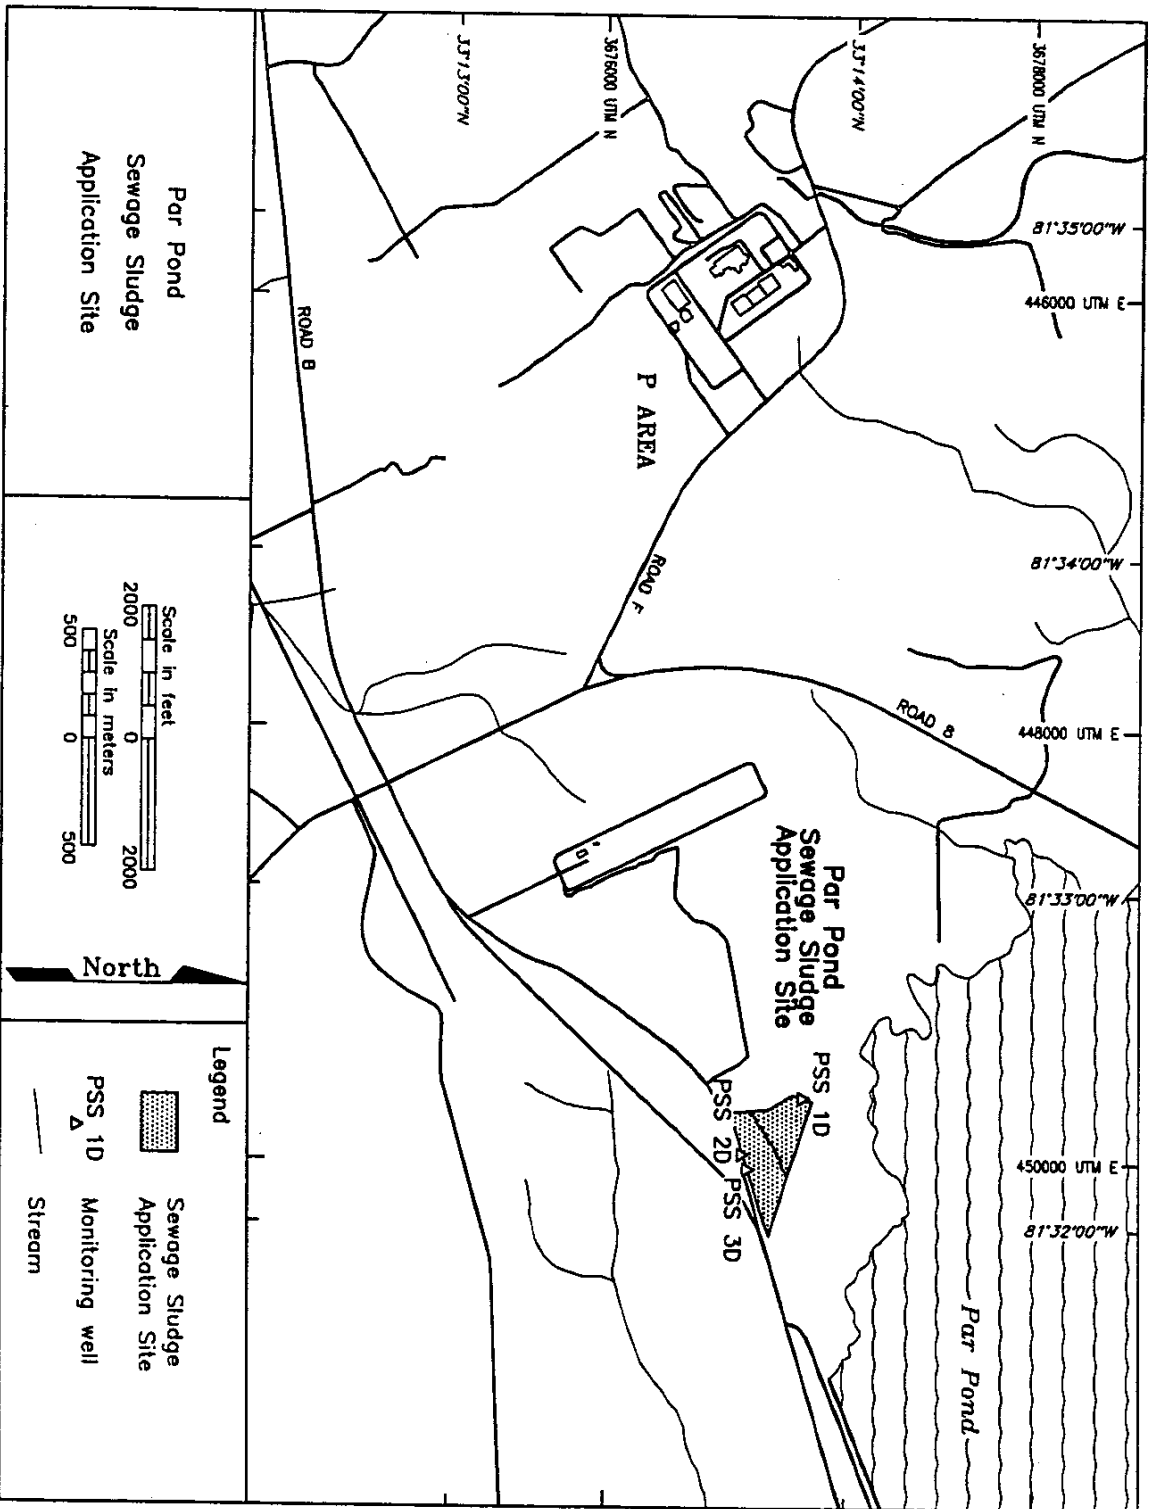 3678000 UTM N
33°14'00"N
3676000 UTM N
33°13'00"N
81°35'00"W
446000 UTM E
81°34'00"W
448000 UTM E
81°33'00"W
450000 UTM E
81°32'00"W
P AREA
ROAD F
ROAD B
ROAD B
Par Pond
Par Pond
Sewage Sludge
Application Site
PSS 1D
PSS 2D
PSS 3D
Par Pond
Sewage Sludge
Application Site
Scale in feet
2000 0 2000
Scale in meters
500 0 500
North
Legend
Sewage Sludge
Application Site
PSS 1D
Monitoring well
Stream